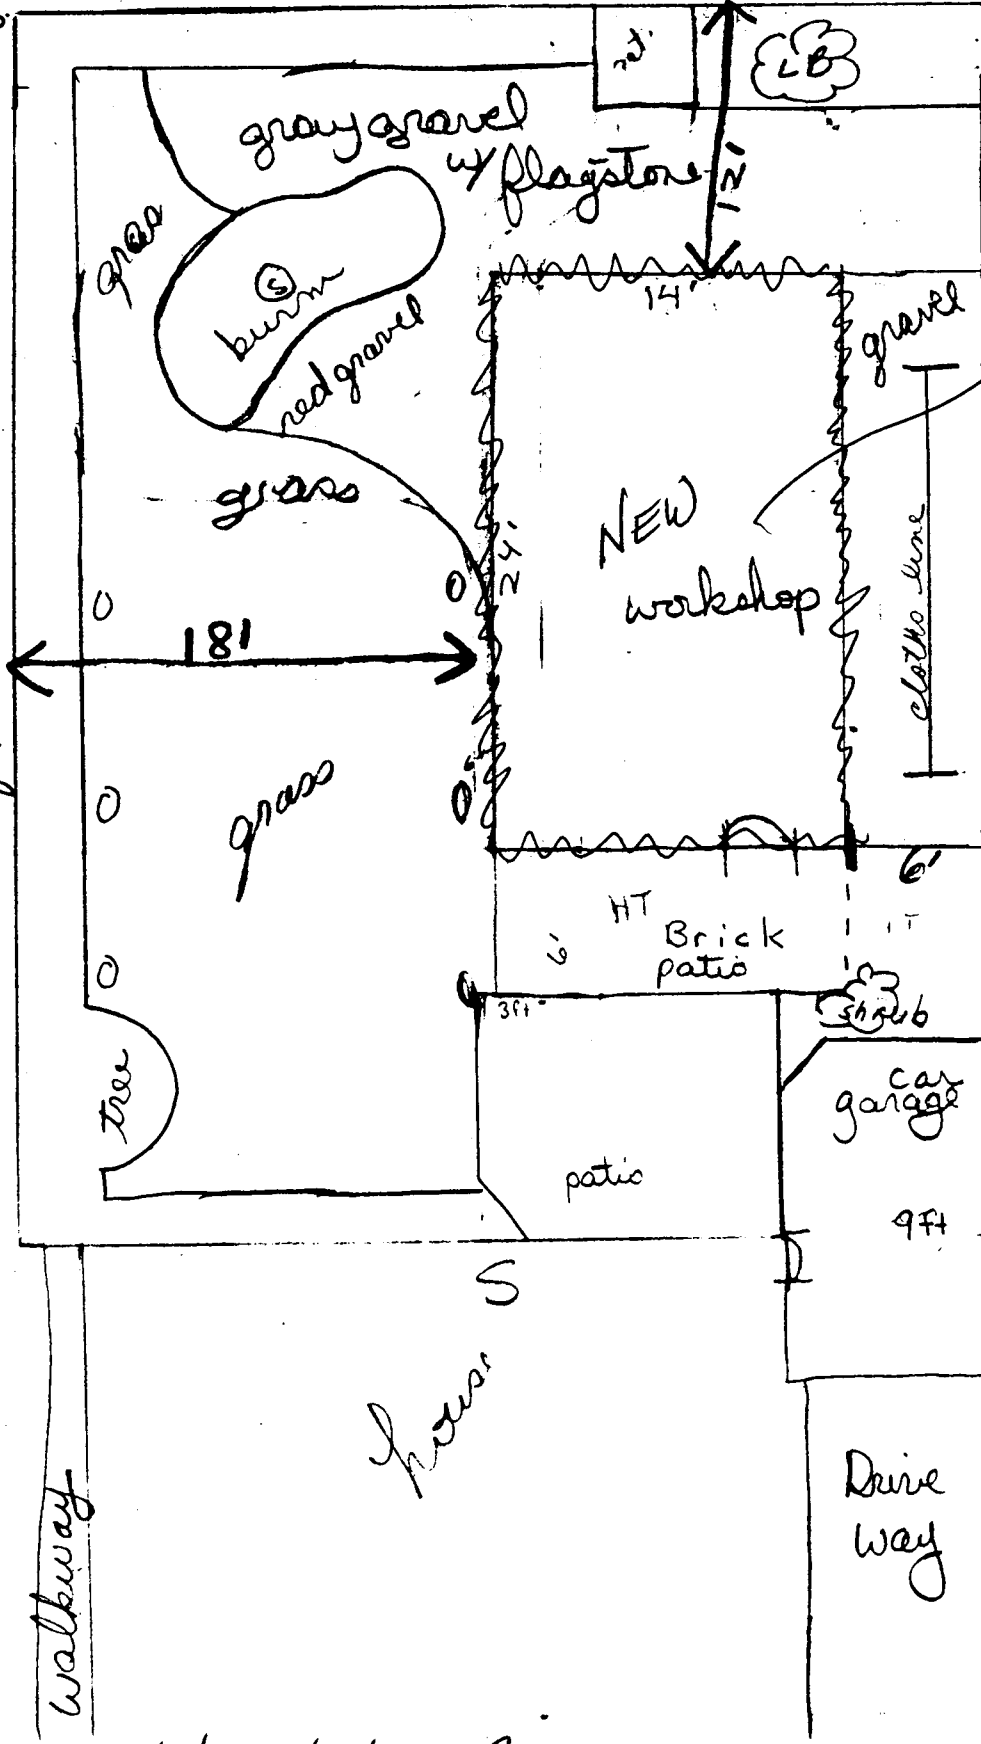 LB
gray gravel
w/ flagstone
12'
grass
S
burm
14'
gravel
red gravel
grass
NEW
workshop
24'
cloths line
18'
grass
6'
HT
Brick
patio
6'
3ft
shrub
tree
car
garage
patio
9Ft
S
house
Drive
way
walkway